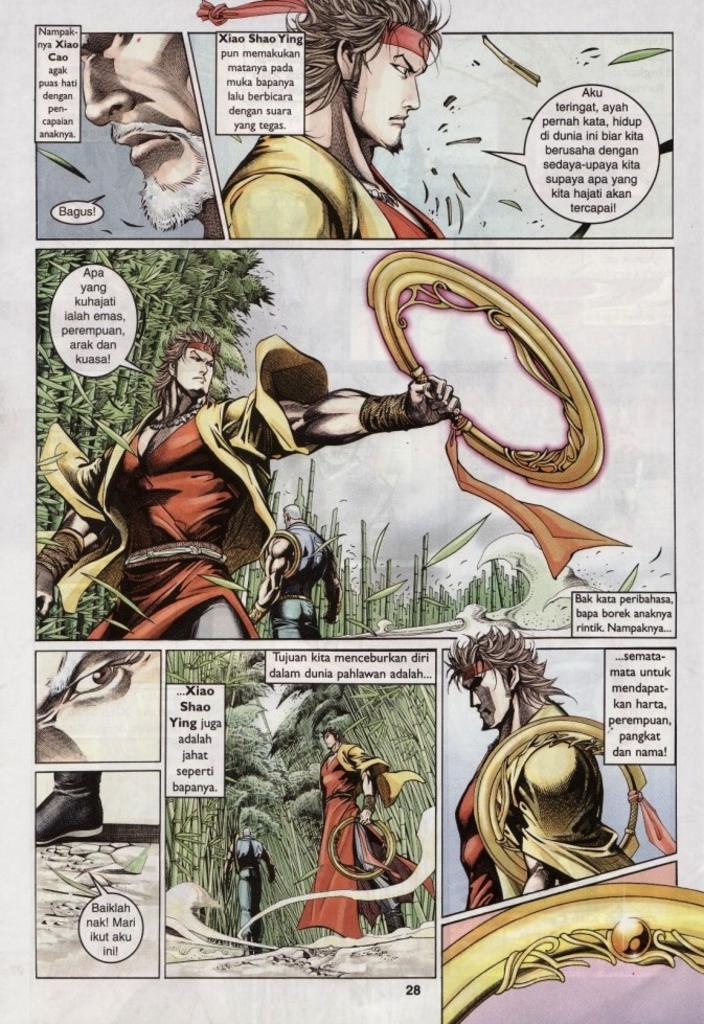 Nampak-
nya Xiao
Cao
agak
puas hati
dengan
pen-
capaian
anaknya.
Bagus!
Xiao Shao Ying
pun memakukan
matanya pada
muka bapanya
lalu berbicara
dengan suara
yang tegas.
Aku
teringat, ayah
pernah kata, hidup
di dunia ini biar kita
berusaha dengan
sedaya-upaya kita
supaya apa yang
kita hajati akan
tercapai!
Apa
yang
kuhajati
ialah emas,
perempuan,
arak dan
kuasa!
Bak kata peribahasa,
bapa borek anaknya
rintik. Nampaknya...
...Xiao
Shao
Ying juga
adalah
jahat
seperti
bapanya.
Baiklah
nak! Mari
ikut aku
ini!
Tujuan kita menceburkan diri
dalam dunia pahlawan adalah...
...semata-
mata untuk
mendapat-
kan harta,
perempuan,
pangkat
dan nama!
28